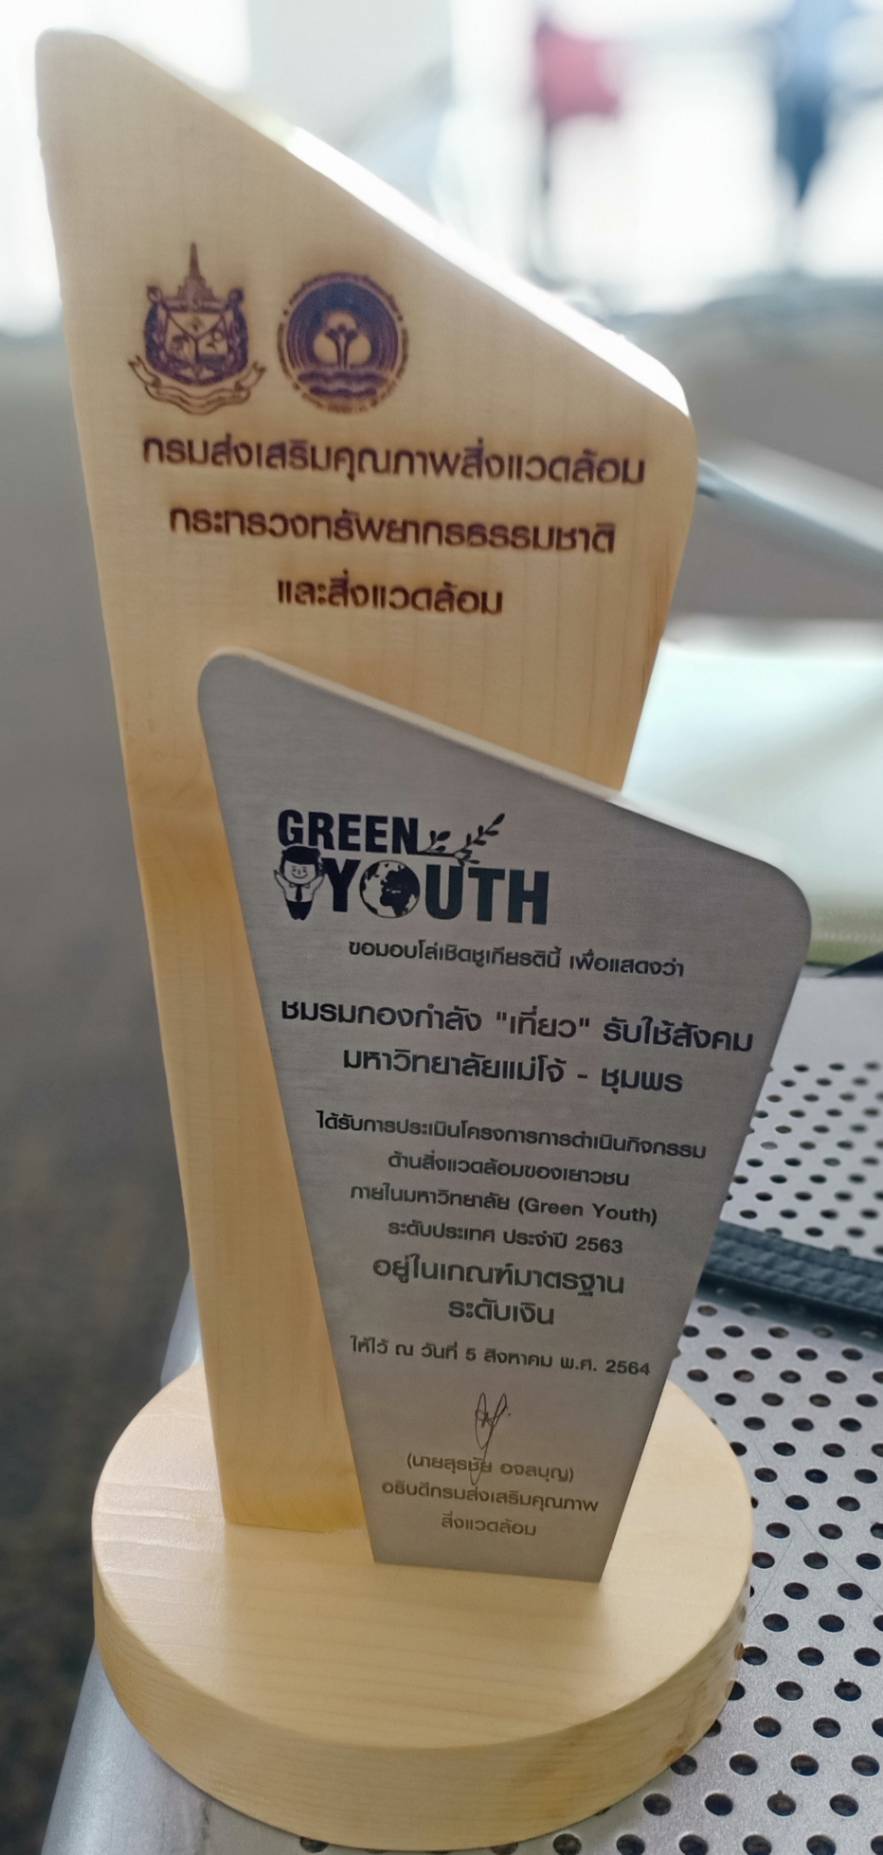 กรมส่งเสริมคุณภาพสิ่งแวดล้อม
กระทรวงทรัพยากรธรรมชาติ
และสิ่งแวดล้อม
GREEN
YOUTH
ขอมอบโล่เชิดชูเกียรตินี้ เพื่อแสดงว่า
ชมรมกองกำลัง "เกี่ยว" รับใช้สังคม
มหาวิทยาลัยแม่โจ้ - ชุมพร
ได้รับการประเมินโครงการการดำเนินกิจกรรม
ด้านสิ่งแวดล้อมของเยาวชน
ภายในมหาวิทยาลัย (Green Youth)
ระดับประเทศ ประจำปี 2563
อยู่ในเกณฑ์มาตรฐาน
ระดับเงิน
ให้ไว้ ณ วันที่ 5 สิงหาคม พ.ศ. 2564
(นายสุรชัย อจลบุญ)
อธิบดีกรมส่งเสริมคุณภาพ
สิ่งแวดล้อม